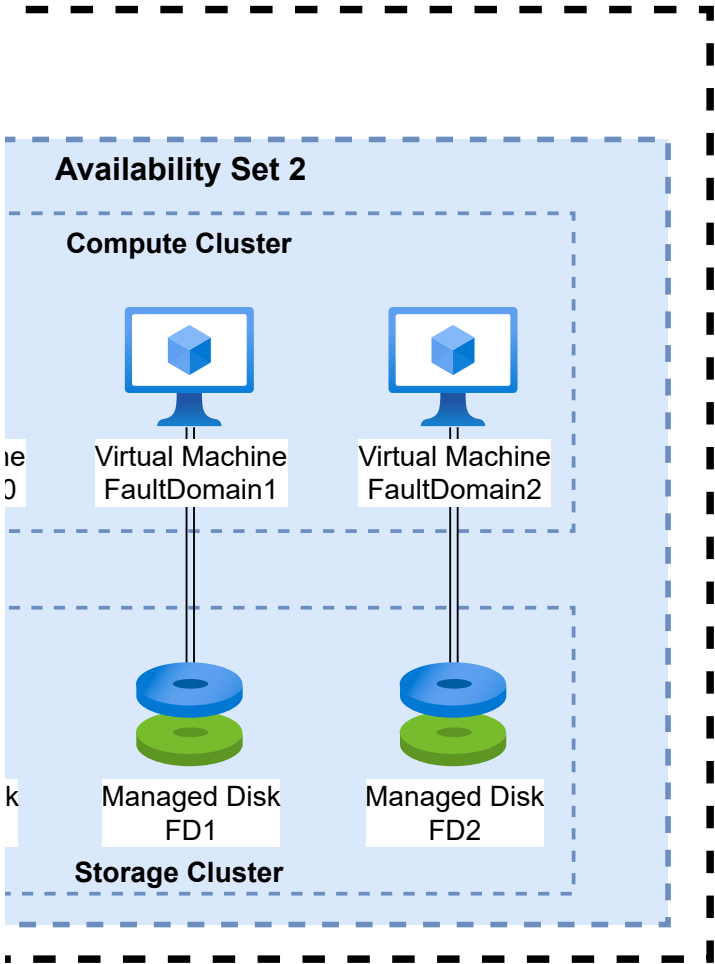 Availability Set 2
Compute Cluster
Virtual Machine
FaultDomain1
Virtual Machine
FaultDomain2
Managed Disk
FD1
Managed Disk
FD2
Storage Cluster